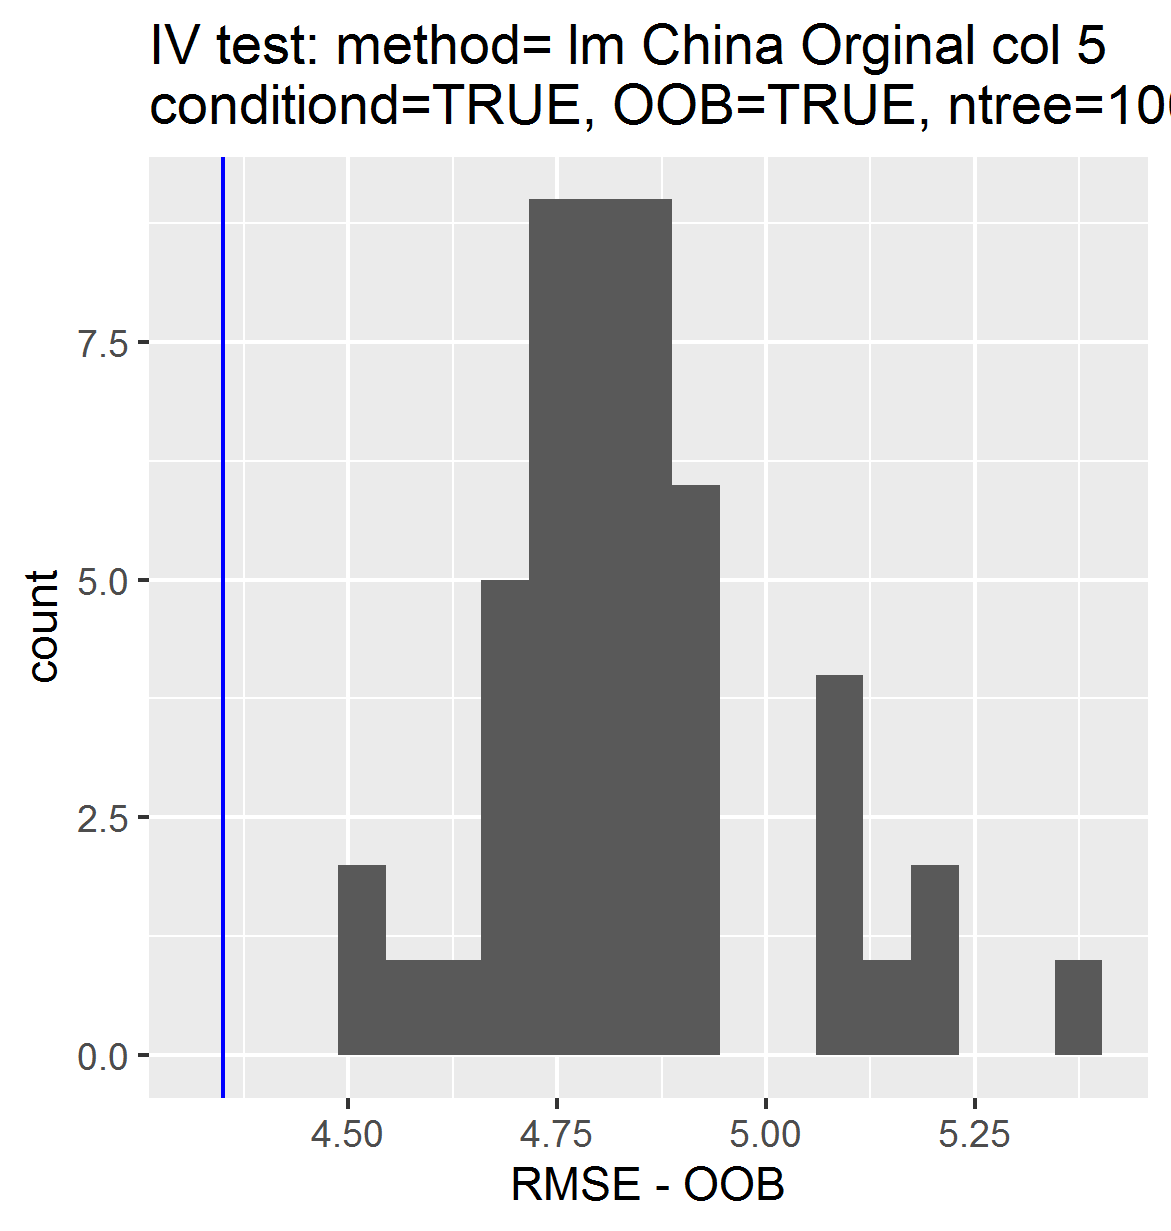 IV test: method= lm China Orginal col 5
conditiond=TRUE, OOB=TRUE, ntree=100
count
7.5
5.0
2.5
0.0
4.50 4.75 5.00 5.25
RMSE - OOB